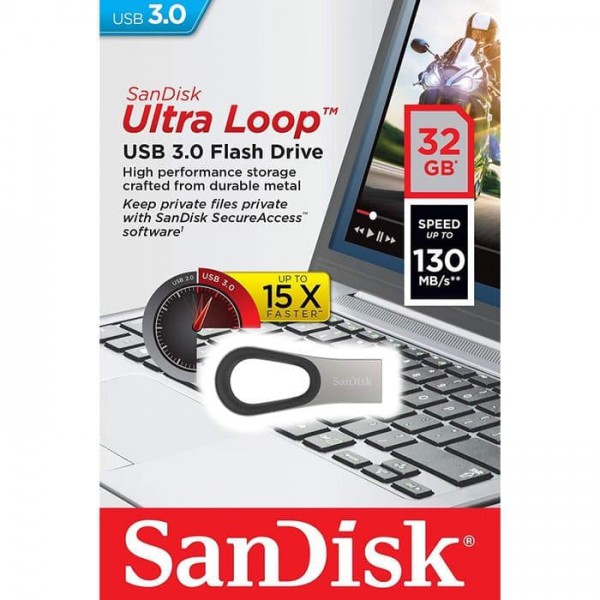 USB 3.0
SanDisk
Ultra Loop™
USB 3.0 Flash Drive
High performance storage
crafted from durable metal
Keep private files private
with SanDisk SecureAccess™
software¹
32
GB*
SPEED
UP TO
130
MB/s**
USB 2.0
USB 3.0
UP TO
15 X
FASTER**
SanDisk
SanDisk®